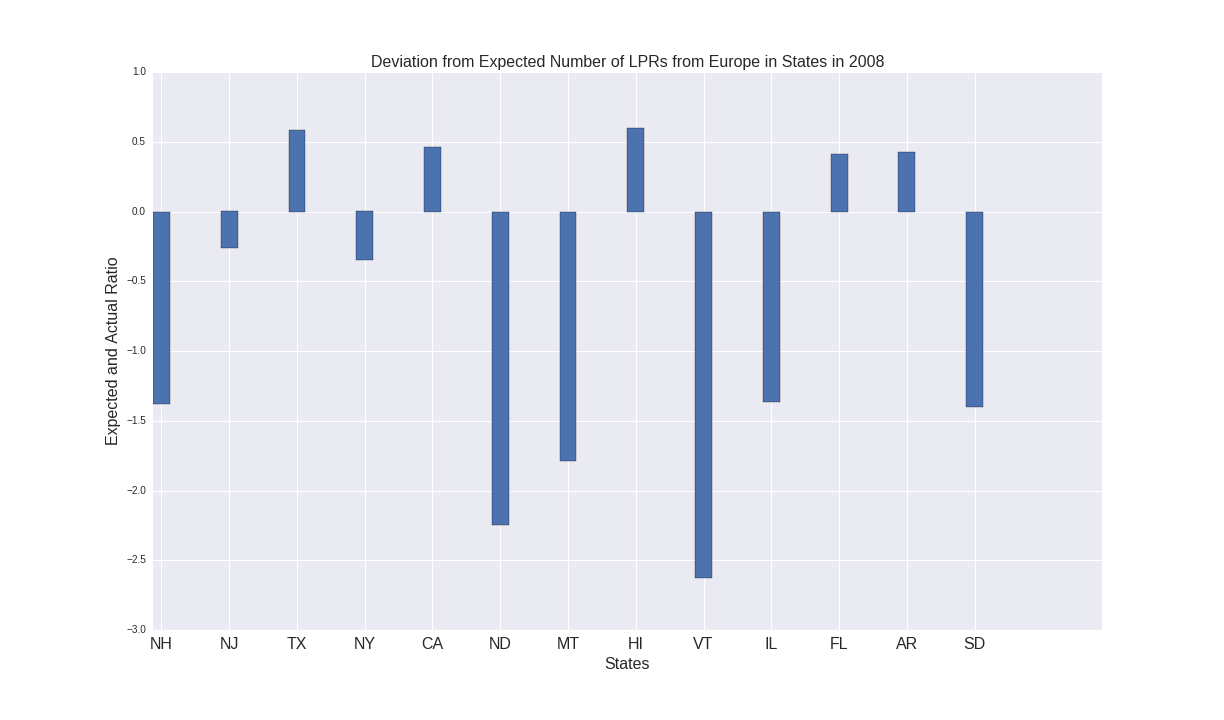 Deviation from Expected Number of LPRs from Europe in States in 2008
1.0
0.5
0.0
−0.5
−1.0
−1.5
−2.0
−2.5
−3.0
Expected and Actual Ratio
NH NJ TX NY CA ND MT HI VT IL FL AR SD
States